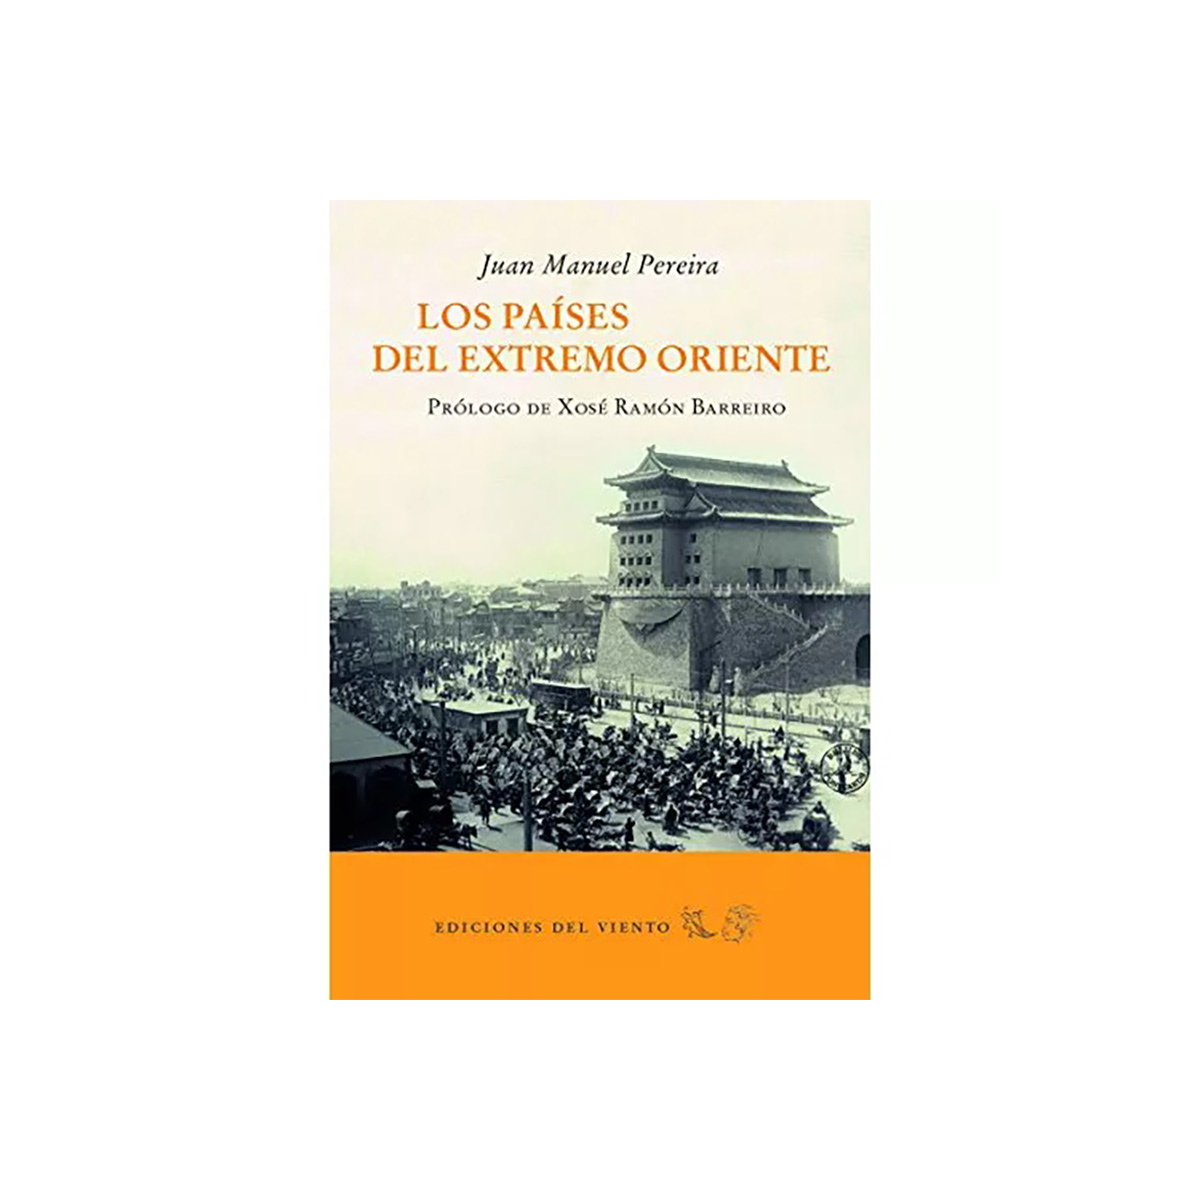 Juan Manuel Pereira
LOS PAÍSES
DEL EXTREMO ORIENTE
PRÓLOGO DE XOSÉ RAMÓN BARREIRO
EDICIONES DEL VIENTO